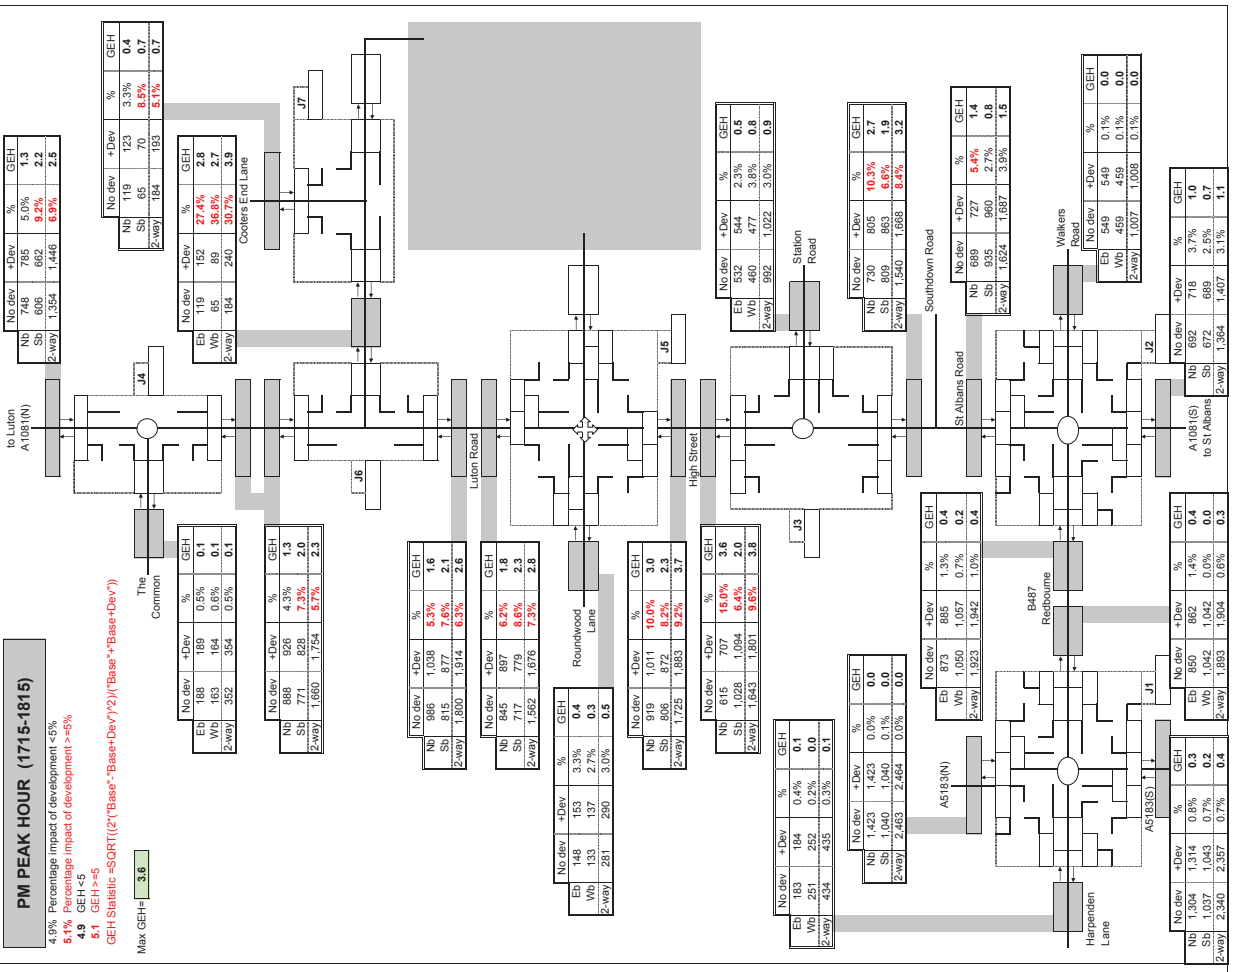 PM PEAK HOUR (1715-1815)
4.9% Percentage impact of development <5%
5.1% Percentage impact of development >=5%
4.9 GEH <5
5.1 GEH >=5
GEH Statistic =SQRT((2*("Base"-"Base+Dev")^2)/("Base"+"Base+Dev"))
Max GEH= 3.6
to Luton
A1081(N)
No dev +Dev % GEH
Nb 748 785 5.0% 1.3
Sb 606 662 9.2% 2.2
2-way 1,354 1,446 6.9% 2.5
J4
The
Common
No dev +Dev % GEH
Eb 188 189 0.5% 0.1
Wb 163 164 0.6% 0.1
2-way 352 354 0.5% 0.1
No dev +Dev % GEH
Nb 119 123 3.3% 0.4
Sb 65 70 8.5% 0.7
2-way 184 193 5.1% 0.7
J7
Cooters End Lane
No dev +Dev % GEH
Eb 119 152 27.4% 2.8
Wb 65 89 36.8% 2.7
2-way 184 240 30.7% 3.9
No dev +Dev % GEH
Nb 888 926 4.3% 1.3
Sb 771 828 7.3% 2.0
2-way 1,660 1,754 5.7% 2.3
J6
Luton Road
No dev +Dev % GEH
Nb 986 1,038 5.3% 1.6
Sb 815 877 7.6% 2.1
2-way 1,800 1,914 6.3% 2.6
No dev +Dev % GEH
Nb 845 897 6.2% 1.8
Sb 717 779 8.6% 2.3
2-way 1,562 1,676 7.3% 2.8
J5
Roundwood
Lane
No dev +Dev % GEH
Eb 148 153 3.3% 0.4
Wb 133 137 2.7% 0.3
2-way 281 290 3.0% 0.5
High Street
No dev +Dev % GEH
Nb 919 1,011 10.0% 3.0
Sb 806 872 8.2% 2.3
2-way 1,725 1,883 9.2% 3.7
No dev +Dev % GEH
Nb 615 707 15.0% 3.6
Sb 1,028 1,094 6.4% 2.0
2-way 1,643 1,801 9.6% 3.8
J3
Station
Road
No dev +Dev % GEH
Eb 532 544 2.3% 0.5
Wb 460 477 3.8% 0.8
2-way 992 1,022 3.0% 0.9
No dev +Dev % GEH
Nb 730 805 10.3% 2.7
Sb 809 863 6.6% 1.9
2-way 1,540 1,668 8.4% 3.2
Southdown Road
St Albans Road
No dev +Dev % GEH
Nb 689 727 5.4% 1.4
Sb 935 960 2.7% 0.8
2-way 1,624 1,687 3.9% 1.5
Walkers
Road
No dev +Dev % GEH
Eb 549 549 0.1% 0.0
Wb 459 459 0.1% 0.0
2-way 1,007 1,008 0.1% 0.0
J2
A1081(S)
to St Albans
No dev +Dev % GEH
Nb 692 718 3.7% 1.0
Sb 672 689 2.5% 0.7
2-way 1,364 1,407 3.1% 1.1
B487
Redbourne
No dev +Dev % GEH
Eb 873 885 1.3% 0.4
Wb 1,050 1,057 0.7% 0.2
2-way 1,923 1,942 1.0% 0.4
No dev +Dev % GEH
Eb 850 862 1.4% 0.4
Wb 1,042 1,042 0.0% 0.0
2-way 1,893 1,904 0.6% 0.3
J1
A5183(N)
No dev +Dev % GEH
Nb 1,423 1,423 0.0% 0.0
Sb 1,040 1,040 0.1% 0.0
2-way 2,463 2,464 0.0% 0.0
A5183(S)
No dev +Dev % GEH
Nb 1,304 1,314 0.8% 0.3
Sb 1,037 1,043 0.7% 0.2
2-way 2,340 2,357 0.7% 0.4
Harpenden
Lane
No dev +Dev % GEH
Eb 183 184 0.4% 0.1
Wb 251 252 0.2% 0.0
2-way 434 435 0.3% 0.1